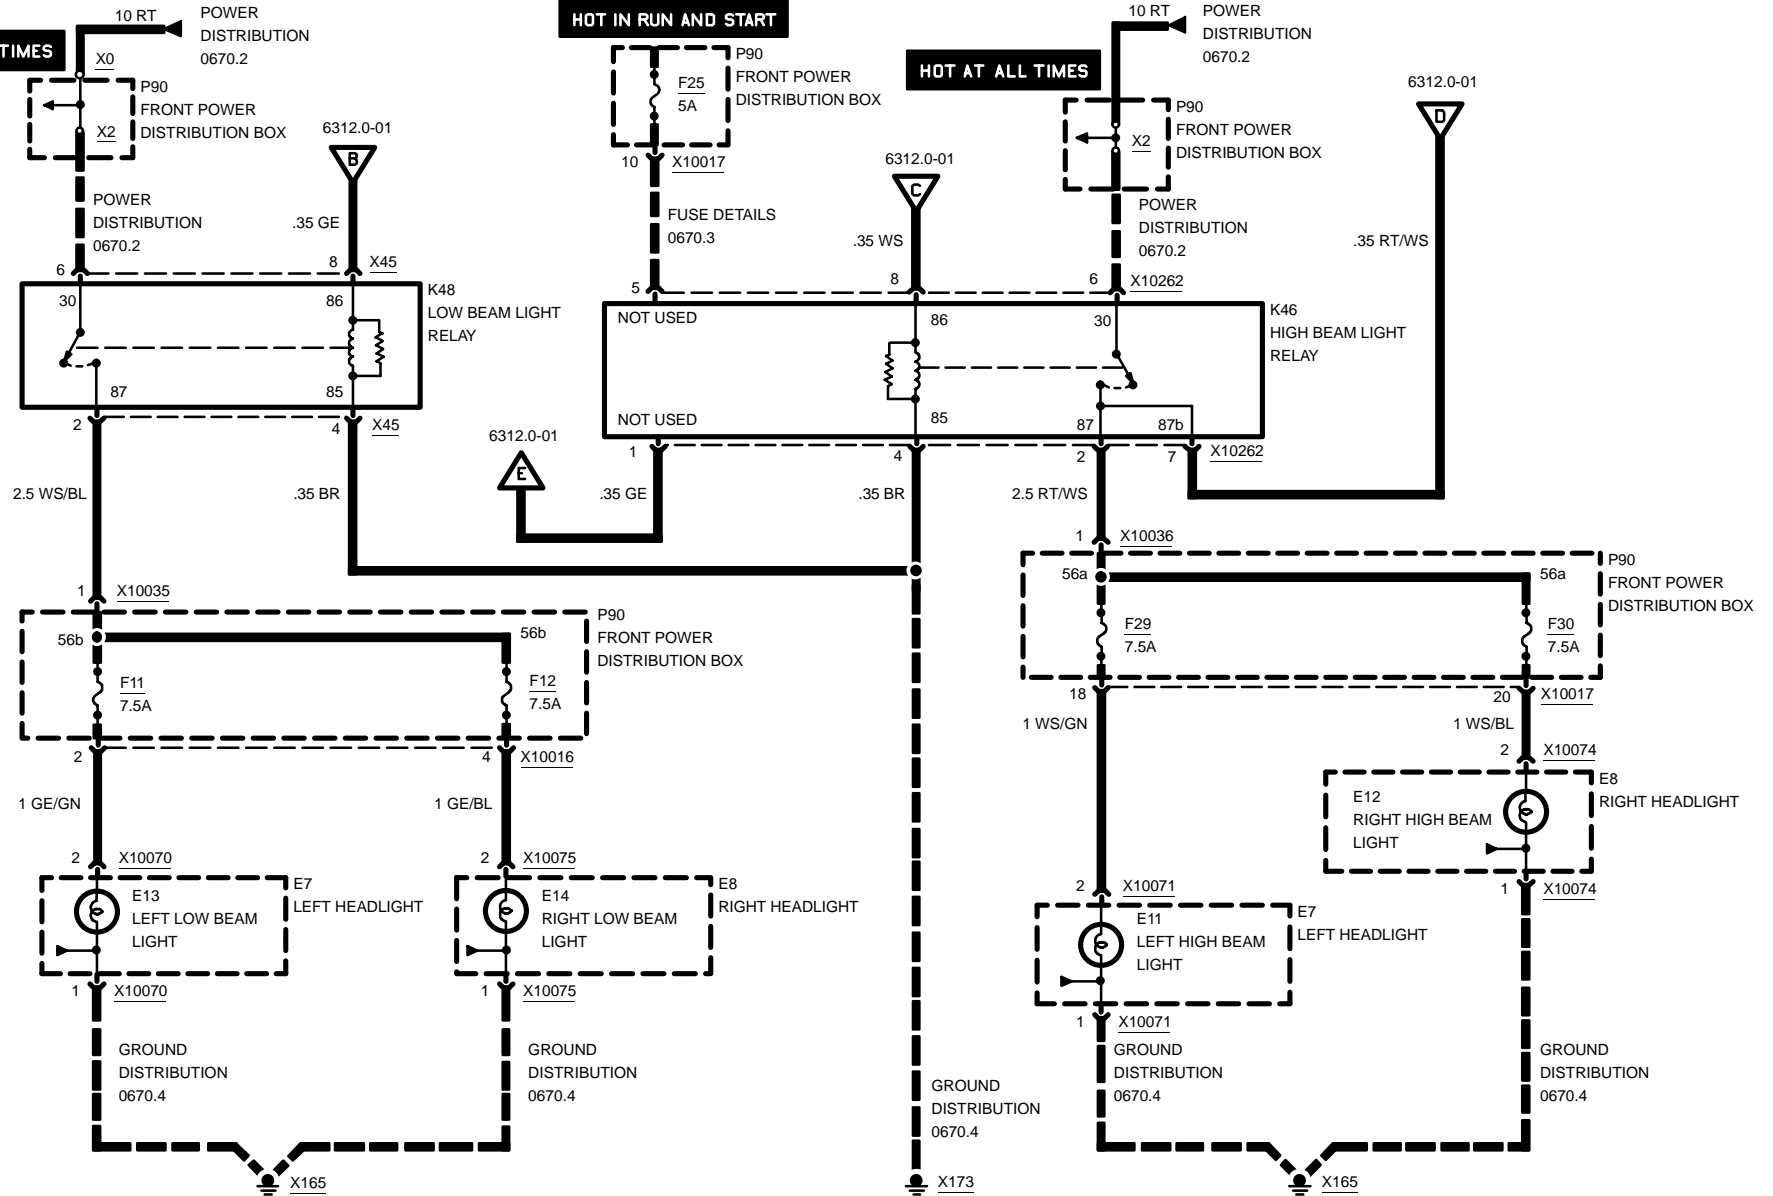 10 RT
POWER
DISTRIBUTION
0670.2
TIMES
X0
P90
FRONT POWER
DISTRIBUTION BOX
X2
6312.0-01
B
POWER
DISTRIBUTION
0670.2
.35 GE
6
8
X45
30
86
K48
LOW BEAM LIGHT
RELAY
87
85
2
4
X45
2.5 WS/BL
.35 BR
HOT IN RUN AND START
P90
FRONT POWER
DISTRIBUTION BOX
F25
5A
10
X10017
FUSE DETAILS
0670.3
6312.0-01
C
.35 WS
HOT AT ALL TIMES
10 RT
POWER
DISTRIBUTION
0670.2
P90
FRONT POWER
DISTRIBUTION BOX
X2
POWER
DISTRIBUTION
0670.2
6312.0-01
D
.35 RT/WS
5
8
6
X10262
NOT USED
86
30
K46
HIGH BEAM LIGHT
RELAY
NOT USED
85
87
87b
1
4
2
7
X10262
6312.0-01
E
.35 GE
.35 BR
2.5 RT/WS
1
X10035
56b
56b
P90
FRONT POWER
DISTRIBUTION BOX
F11
7.5A
F12
7.5A
2
4
X10016
1 GE/GN
1 GE/BL
2
X10070
2
X10075
E13
LEFT LOW BEAM
LIGHT
E7
LEFT HEADLIGHT
E14
RIGHT LOW BEAM
LIGHT
E8
RIGHT HEADLIGHT
1
X10070
1
X10075
GROUND
DISTRIBUTION
0670.4
GROUND
DISTRIBUTION
0670.4
X165
GROUND
DISTRIBUTION
0670.4
X173
1
X10036
56a
56a
P90
FRONT POWER
DISTRIBUTION BOX
F29
7.5A
F30
7.5A
18
20
X10017
1 WS/GN
1 WS/BL
2
X10074
E12
RIGHT HIGH BEAM
LIGHT
E8
RIGHT HEADLIGHT
1
X10074
2
X10071
E11
LEFT HIGH BEAM
LIGHT
E7
LEFT HEADLIGHT
1
X10071
GROUND
DISTRIBUTION
0670.4
GROUND
DISTRIBUTION
0670.4
X165